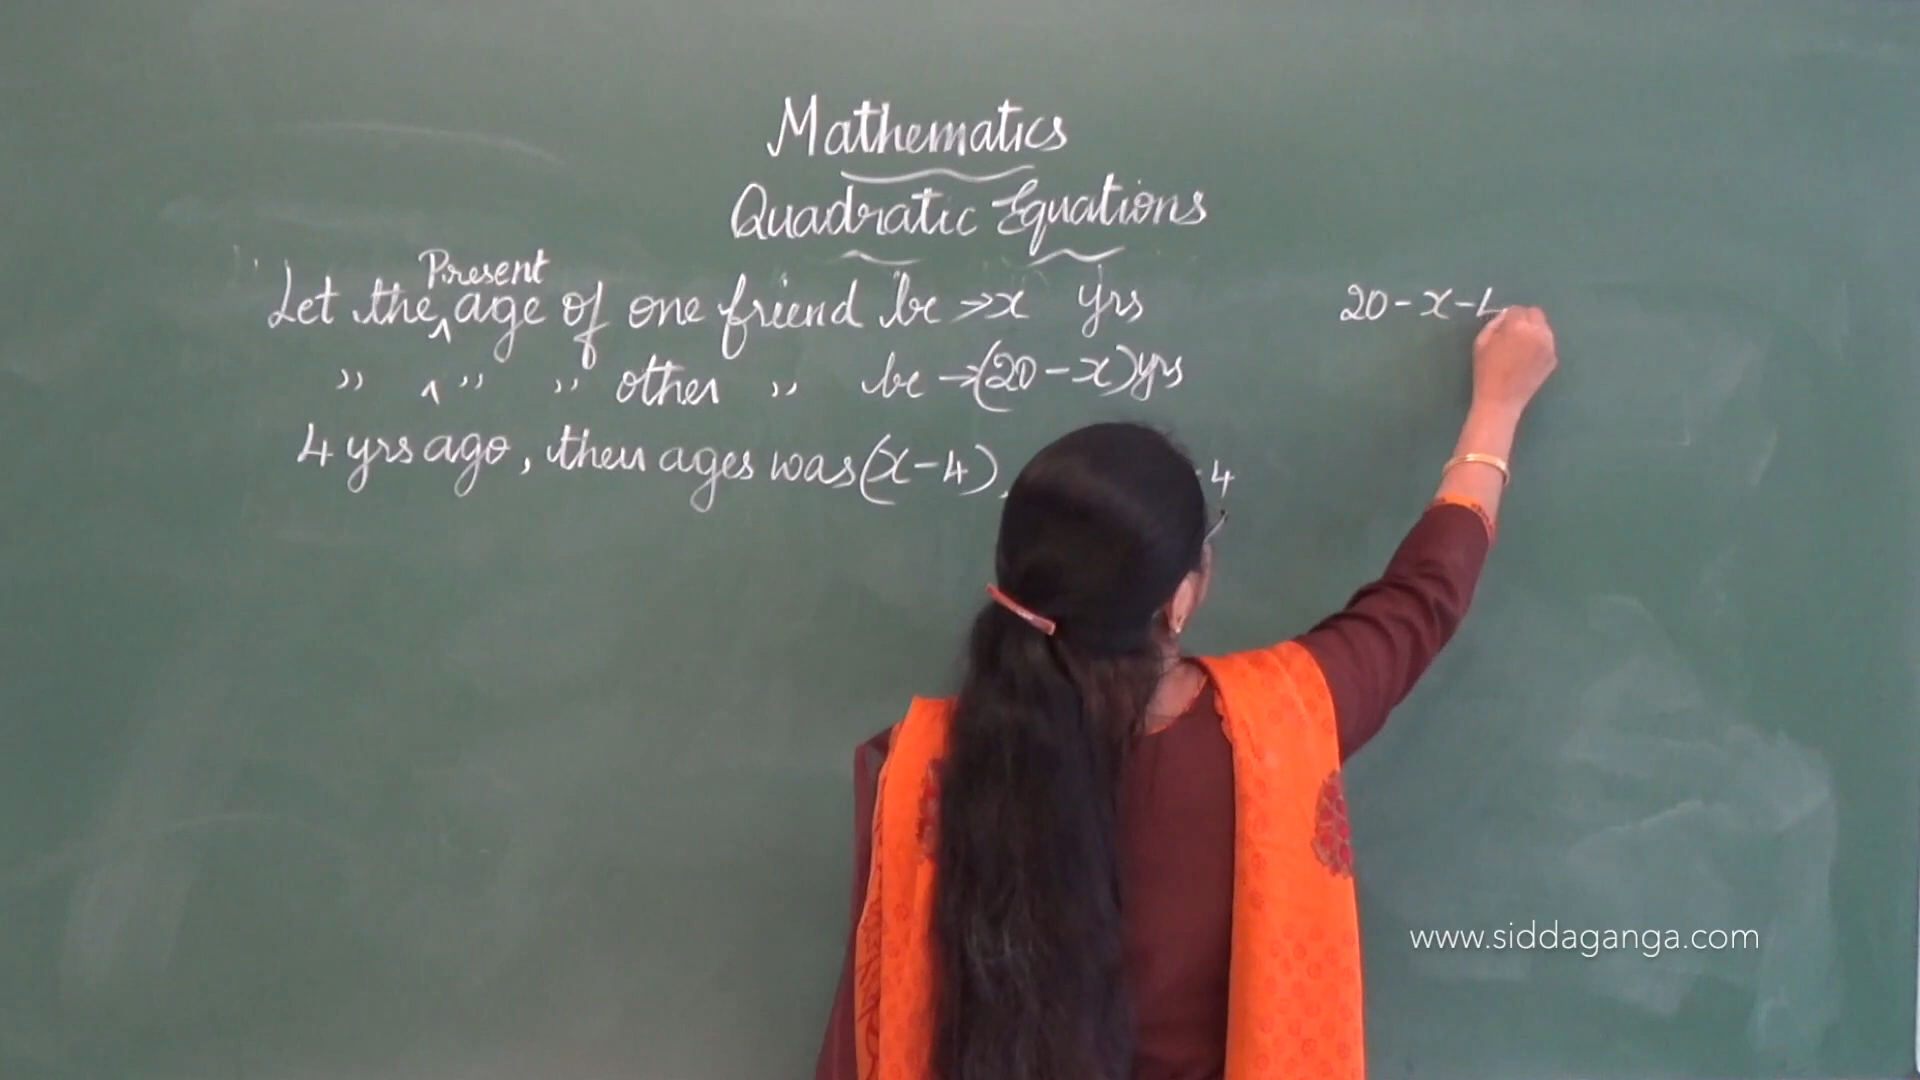 Mathematics
Quadratic Equations
Present
Let the ^ age of one friend be → x yrs
,, ^ ,, ,, other ,, be → (20 - x) yrs
4 yrs ago, their ages was (x - 4), - 4
20 - x - 4
www.siddaganga.com